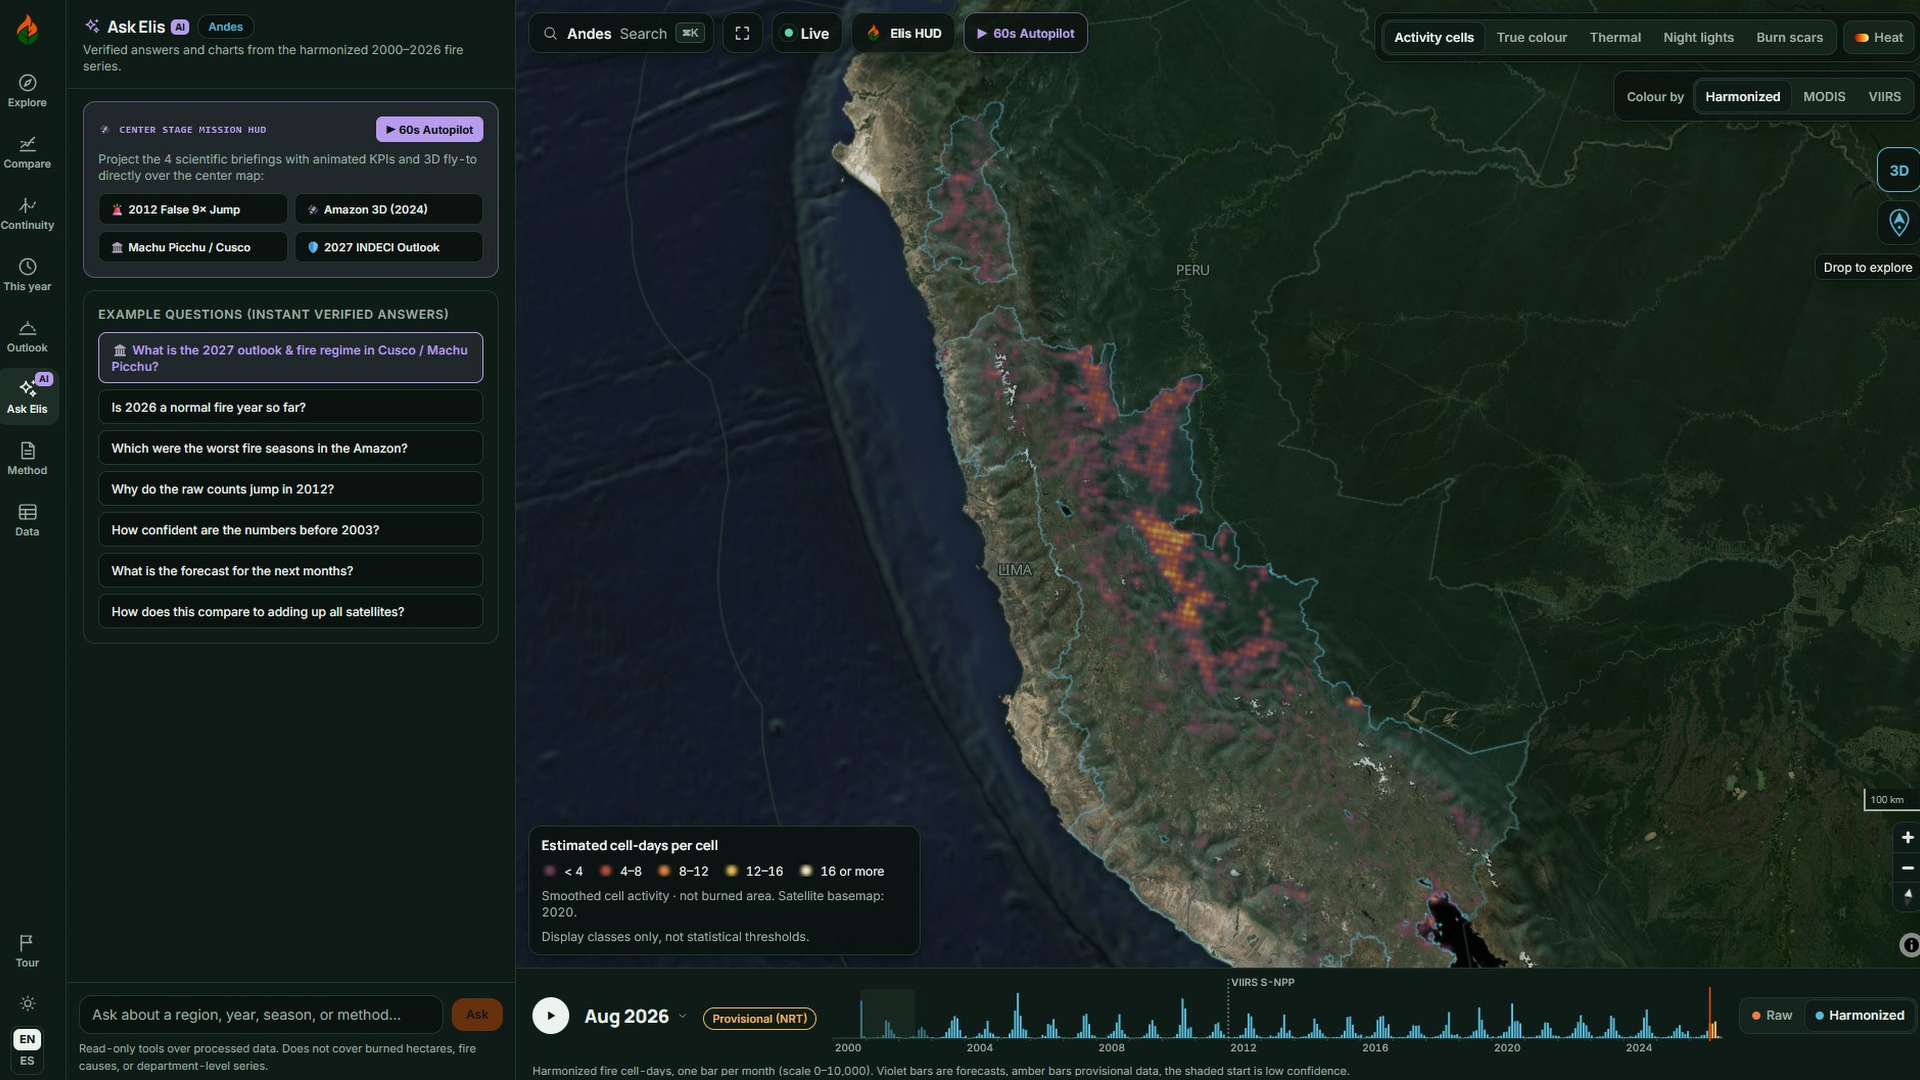 Explore
Compare
Continuity
This year
Outlook
AI
Ask Elis
Method
Data
Tour
EN
ES
Ask Elis AI Andes
Verified answers and charts from the harmonized 2000–2026 fire
series.
CENTER STAGE MISSION HUD
▶ 60s Autopilot
Project the 4 scientific briefings with animated KPIs and 3D fly-to
directly over the center map:
2012 False 9× Jump
Amazon 3D (2024)
Machu Picchu / Cusco
2027 INDECI Outlook
EXAMPLE QUESTIONS (INSTANT VERIFIED ANSWERS)
What is the 2027 outlook & fire regime in Cusco / Machu
Picchu?
Is 2026 a normal fire year so far?
Which were the worst fire seasons in the Amazon?
Why do the raw counts jump in 2012?
How confident are the numbers before 2003?
What is the forecast for the next months?
How does this compare to adding up all satellites?
Ask about a region, year, season, or method...
Ask
Read-only tools over processed data. Does not cover burned hectares, fire
causes, or department-level series.
Andes Search ⌘K
Live
Elis HUD
▶ 60s Autopilot
Activity cells True colour Thermal Night lights Burn scars
Heat
Colour by Harmonized MODIS VIIRS
3D
Drop to explore
PERU
LIMA
100 km
Estimated cell-days per cell
< 4 4–8 8–12 12–16 16 or more
Smoothed cell activity · not burned area. Satellite basemap:
2020.
Display classes only, not statistical thresholds.
Aug 2026
Provisional (NRT)
VIIRS S-NPP
2000 2004 2008 2012 2016 2020 2024
Raw Harmonized
Harmonized fire cell-days, one bar per month (scale 0–10,000). Violet bars are forecasts, amber bars provisional data, the shaded start is low confidence.